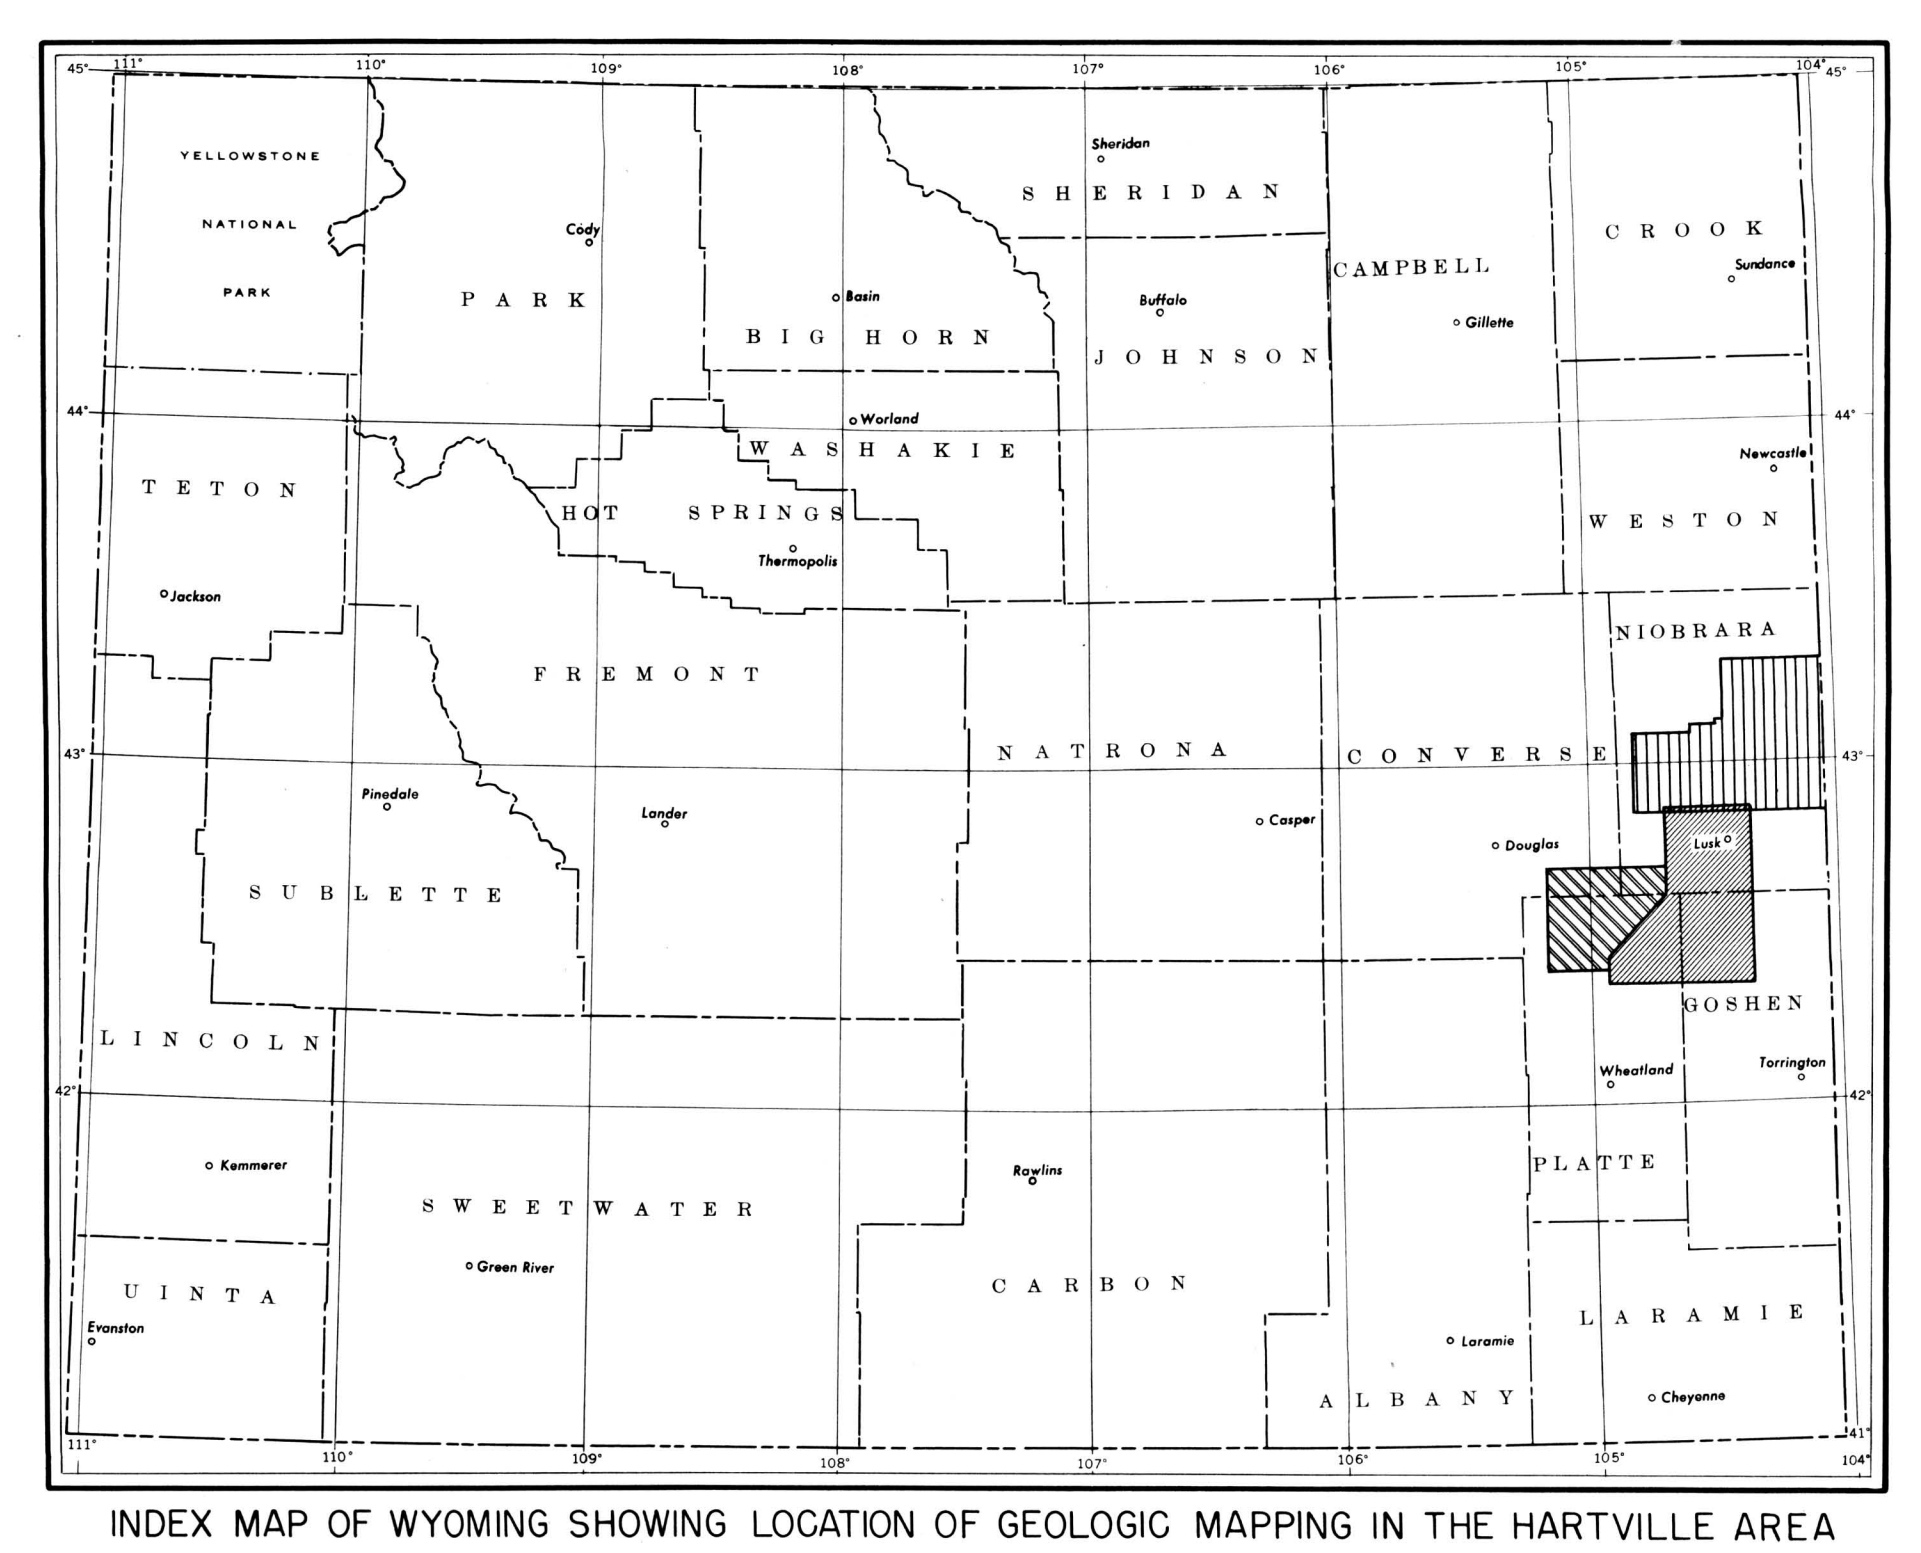 111° 110° 109° 108° 107° 106° 105° 104°
45° 45°
Sheridan
YELLOWSTONE
SHERIDAN
NATIONAL
Cody
CROOK
Sundance
CAMPBELL
PARK
PARK
Basin
Buffalo
Gillette
BIG HORN
JOHNSON
44° 44°
Worland
WASHAKIE
Newcastle
TETON
HOT SPRINGS
WESTON
Thermopolis
Jackson
NIOBRARA
FREMONT
43° NATRONA CONVERSE 43°
Pinedale
Lander
Casper
Douglas
Lusk
SUBLETTE
GOSHEN
LINCOLN
Wheatland
Torrington
42° 42°
Kemmerer
Rawlins
PLATTE
SWEETWATER
Green River
CARBON
UINTA
LARAMIE
Evanston
Laramie
ALBANY
Cheyenne
41°
111° 110° 109° 108° 107° 106° 105° 104°
INDEX MAP OF WYOMING SHOWING LOCATION OF GEOLOGIC MAPPING IN THE HARTVILLE AREA